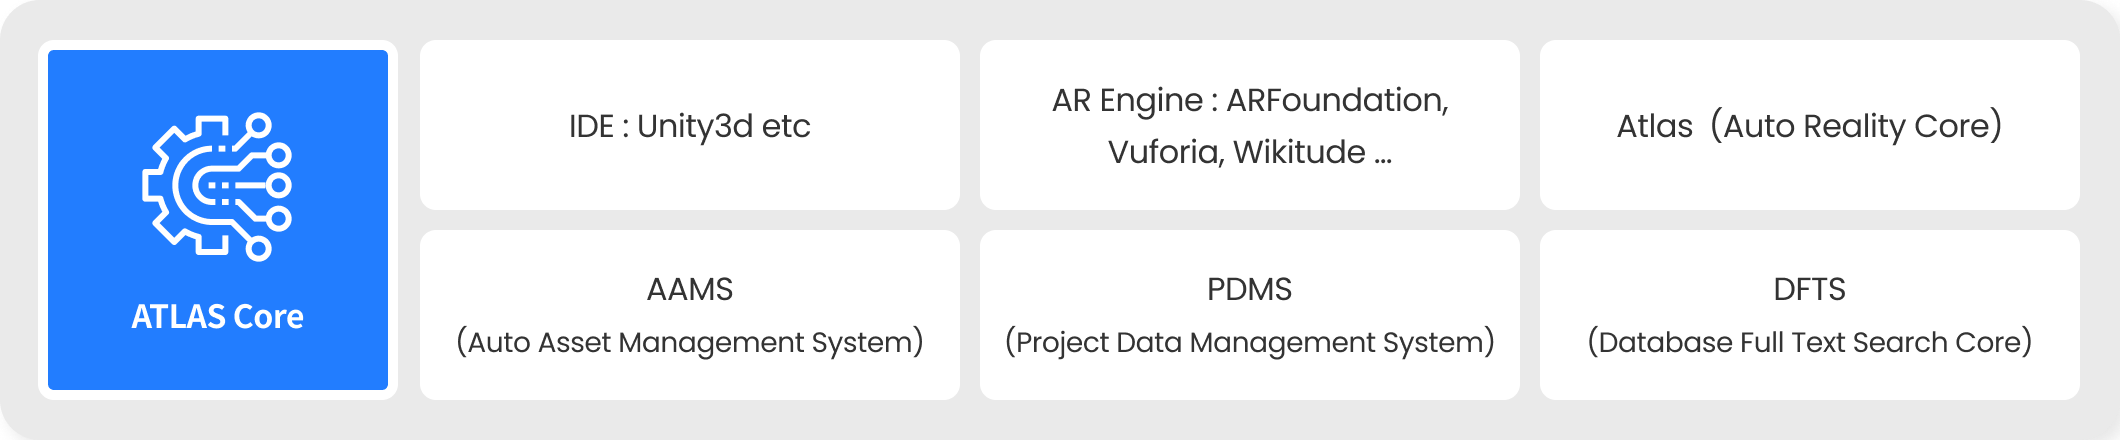 ATLAS Core
IDE : Unity3d etc
AR Engine : ARFoundation,
Vuforia, Wikitude ...
Atlas (Auto Reality Core)
AAMS
(Auto Asset Management System)
PDMS
(Project Data Management System)
DFTS
(Database Full Text Search Core)